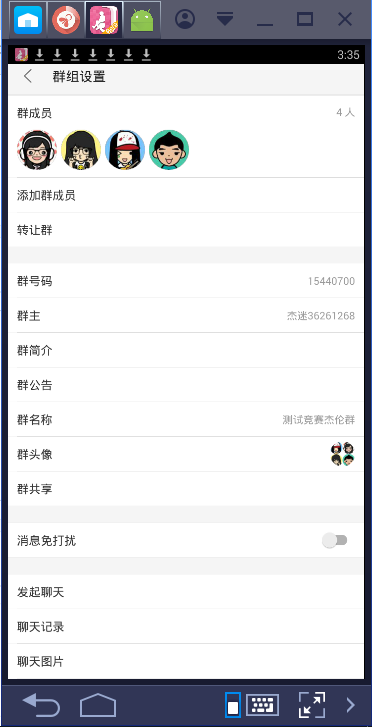 3:35
群组设置
群成员 4 人
添加群成员
转让群
群号码 15440700
群主 杰迷36261268
群简介
群公告
群名称 测试竞赛杰伦群
群头像
群共享
消息免打扰
发起聊天
聊天记录
聊天图片